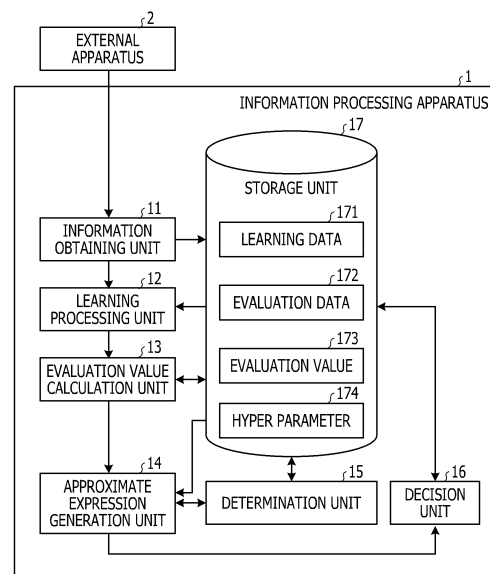 2
EXTERNAL
APPARATUS
1
INFORMATION PROCESSING APPARATUS
17
STORAGE UNIT
11
INFORMATION
OBTAINING UNIT
171
LEARNING DATA
12
LEARNING
PROCESSING UNIT
172
EVALUATION DATA
13
EVALUATION VALUE
CALCULATION UNIT
173
EVALUATION VALUE
174
HYPER PARAMETER
14
APPROXIMATE
EXPRESSION
GENERATION UNIT
15
DETERMINATION UNIT
16
DECISION
UNIT